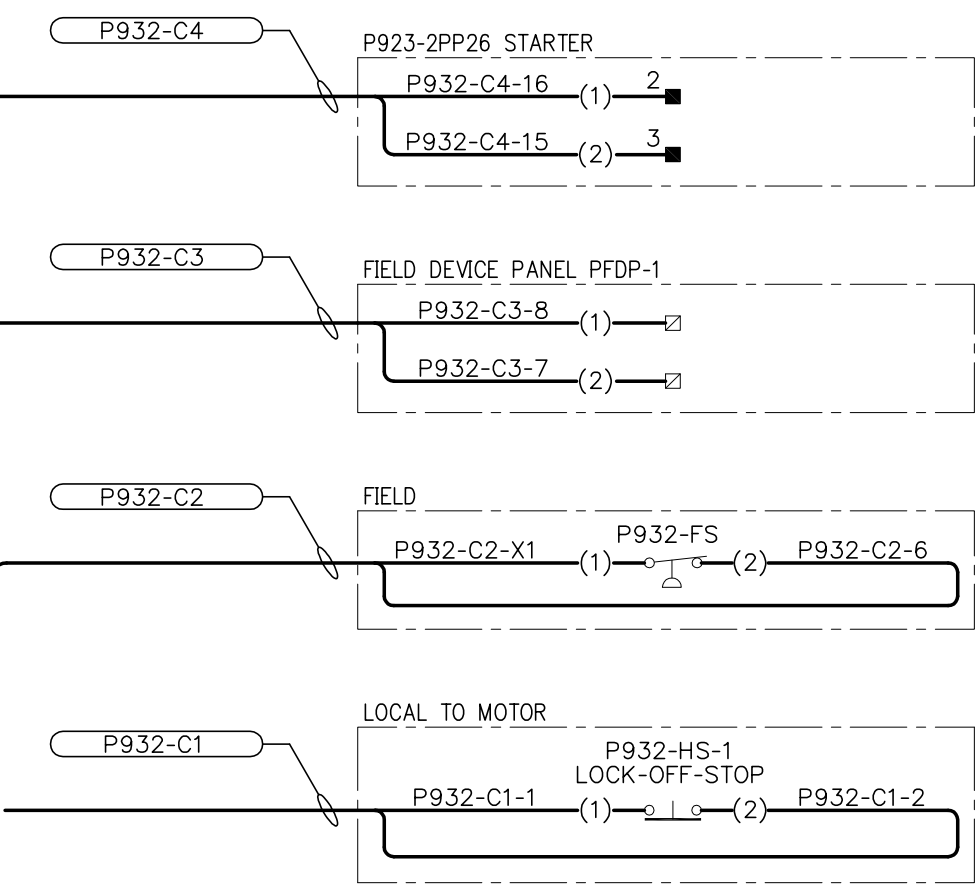 P932-C4
P923-2PP26 STARTER
P932-C4-16 (1) 2
P932-C4-15 (2) 3
P932-C3
FIELD DEVICE PANEL PFDP-1
P932-C3-8 (1)
P932-C3-7 (2)
P932-C2
FIELD
P932-FS
P932-C2-X1 (1) (2) P932-C2-6
P932-C1
LOCAL TO MOTOR
P932-HS-1
LOCK-OFF-STOP
P932-C1-1 (1) (2) P932-C1-2